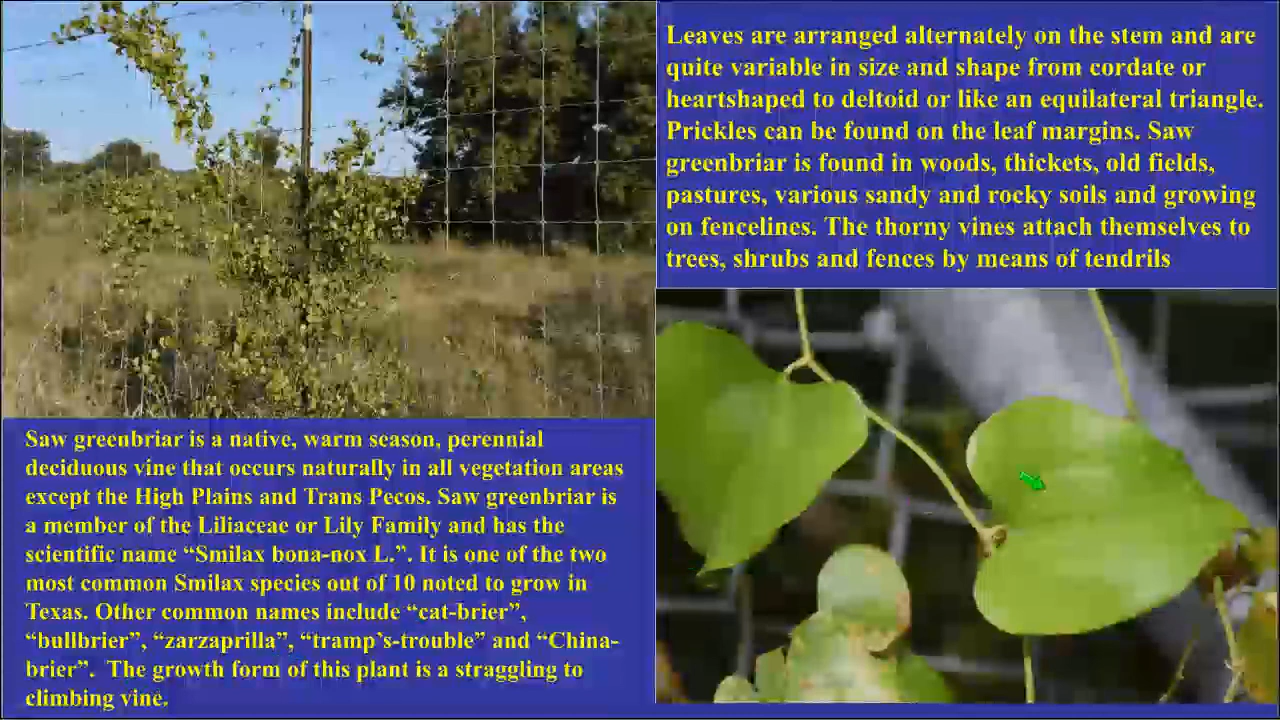 Leaves are arranged alternately on the stem and are
quite variable in size and shape from cordate or
heartshaped to deltoid or like an equilateral triangle.
Prickles can be found on the leaf margins. Saw
greenbriar is found in woods, thickets, old fields,
pastures, various sandy and rocky soils and growing
on fencelines. The thorny vines attach themselves to
trees, shrubs and fences by means of tendrils
Saw greenbriar is a native, warm season, perennial
deciduous vine that occurs naturally in all vegetation areas
except the High Plains and Trans Pecos. Saw greenbriar is
a member of the Liliaceae or Lily Family and has the
scientific name “Smilax bona-nox L.”. It is one of the two
most common Smilax species out of 10 noted to grow in
Texas. Other common names include “cat-brier”,
“bullbrier”, “zarzaprilla”, “tramp’s-trouble” and “China-
brier”.  The growth form of this plant is a straggling to
climbing vine.